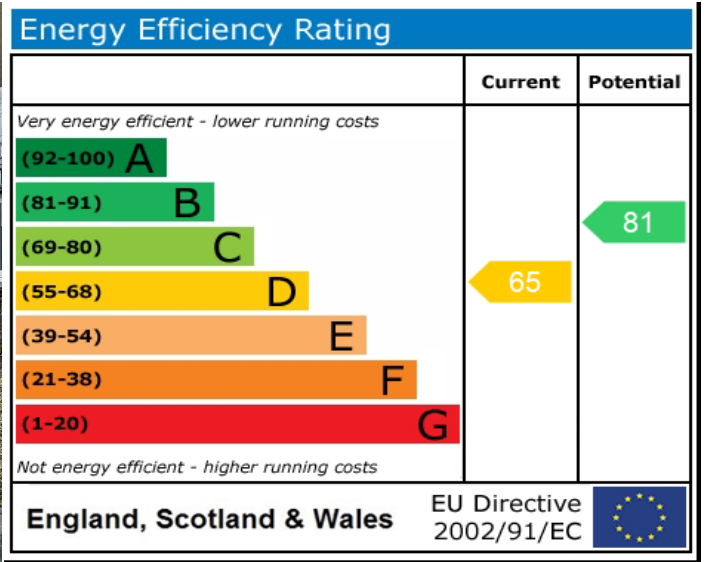 Energy Efficiency Rating
Current Potential
Very energy efficient - lower running costs
(92-100) A
(81-91) B
81
(69-80) C
65
(55-68) D
(39-54) E
(21-38) F
(1-20) G
Not energy efficient - higher running costs
England, Scotland & Wales
EU Directive
2002/91/EC